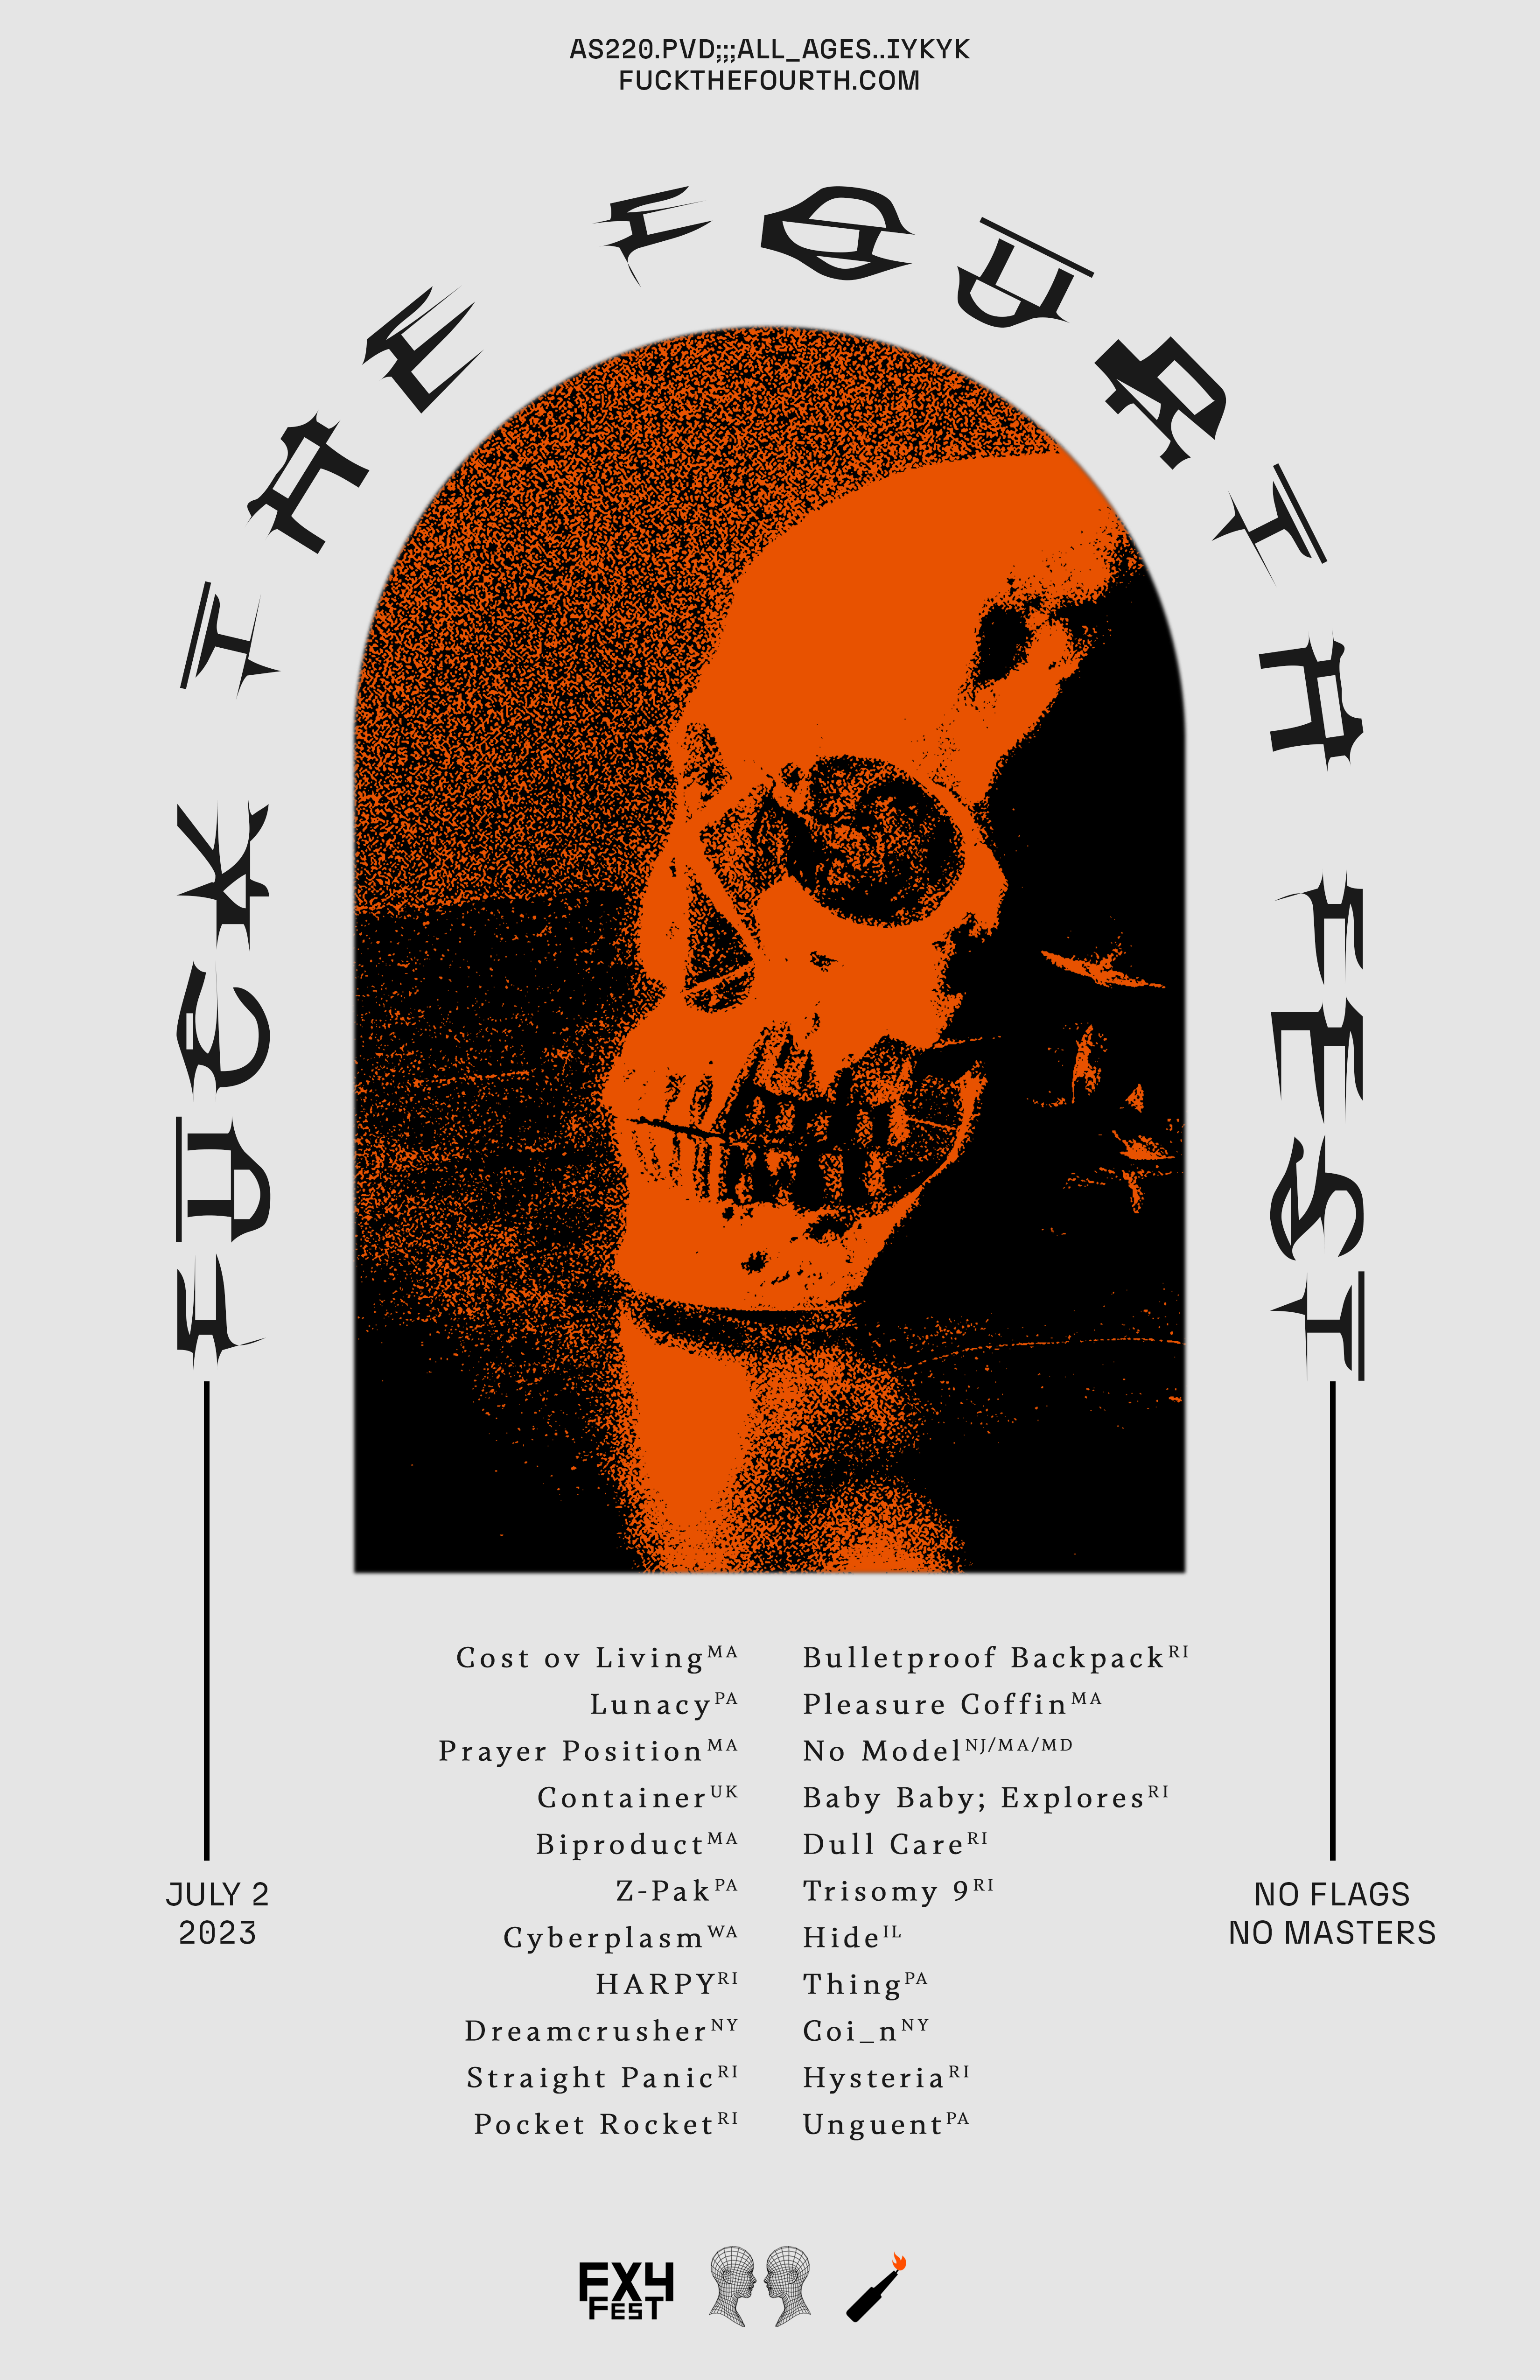 AS220.PVD;;;ALL_AGES..IYKYK
FUCKTHEFOURTH.COM
FUCK THE FOURTH FEST
Cost ov Living MA
Lunacy PA
Prayer Position MA
Container UK
Biproduct MA
Z-Pak PA
Cyberplasm WA
HARPY RI
Dreamcrusher NY
Straight Panic RI
Pocket Rocket RI
Bulletproof Backpack RI
Pleasure Coffin MA
No Model NJ/MA/MD
Baby Baby; Explores RI
Dull Care RI
Trisomy 9 RI
Hide IL
Thing PA
Coi_n NY
Hysteria RI
Unguent PA
JULY 2
2023
NO FLAGS
NO MASTERS
FX4
FEST